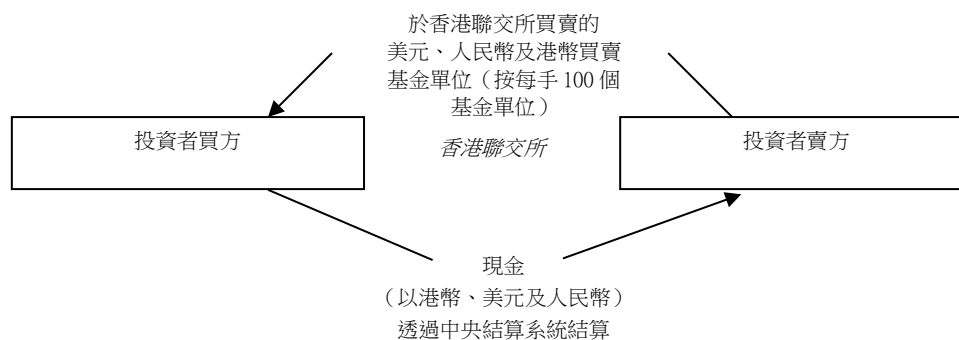 於香港聯交所買賣的
美元、人民幣及港幣買賣
基金單位（按每手 100 個
基金單位）
投資者買方
香港聯交所
投資者賣方
現金
（以港幣、美元及人民幣）
透過中央結算系統結算